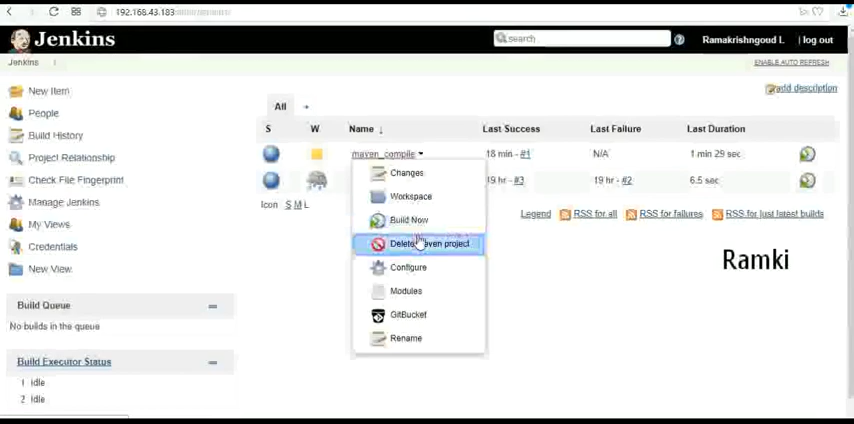 192.168.43.183
Jenkins
search
Ramakrishngoud I.
| log out
Jenkins
ENABLE AUTO REFRESH
New Item
People
Build History
Project Relationship
Check File Fingerprint
Manage Jenkins
My Views
Credentials
New View
Build Queue
No builds in the queue
Build Executor Status
1 Idle
2 Idle
add description
All +
S W Name ↓ Last Success Last Failure Last Duration
maven_compile 18 min - #1 N/A 1 min 29 sec
19 hr - #3 19 hr - #2 6.5 sec
Icon: S M L
Legend RSS for all RSS for failures RSS for just latest builds
Changes
Workspace
Build Now
Delete project
Configure
Modules
GitBucket
Rename
Ramki